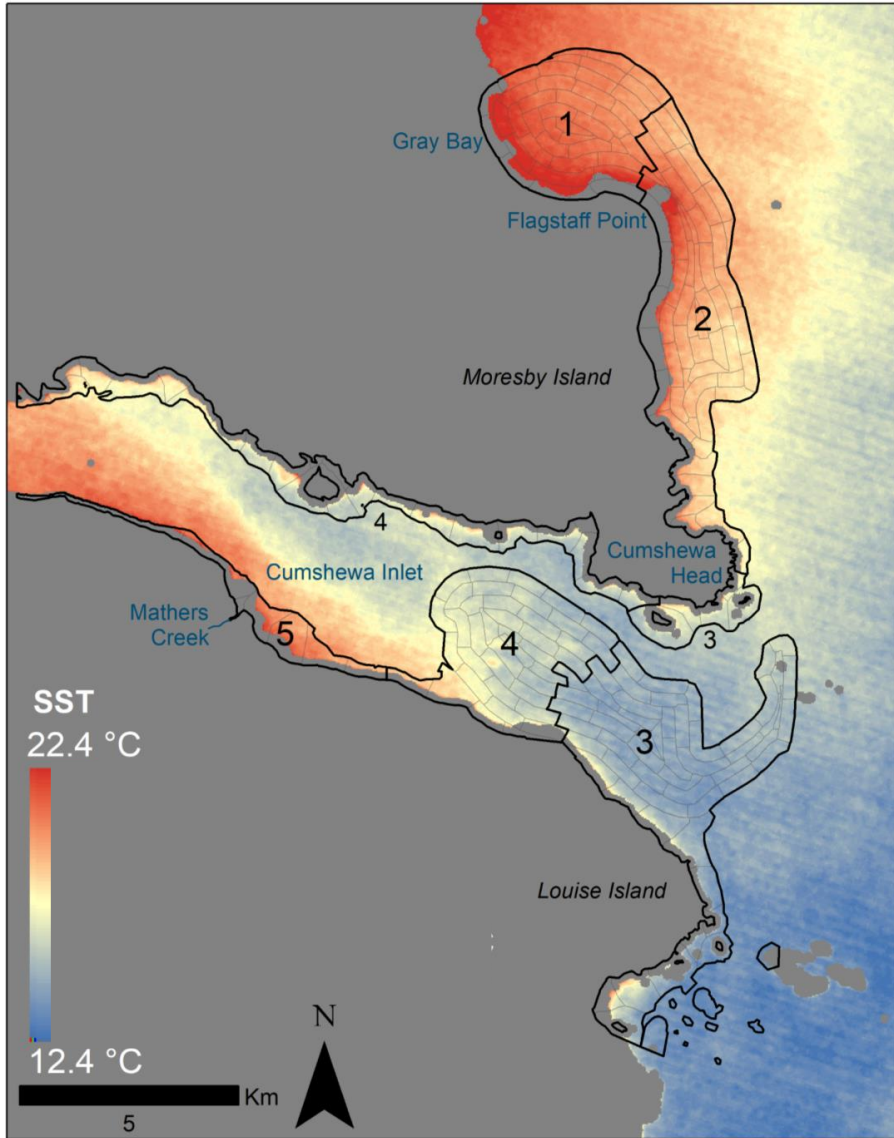 1
Gray Bay
Flagstaff Point
2
Moresby Island
4
Cumshewa
Head
Cumshewa Inlet
Mathers
Creek
5
4
3
3
SST
22.4 °C
12.4 °C
Louise Island
N
Km
5